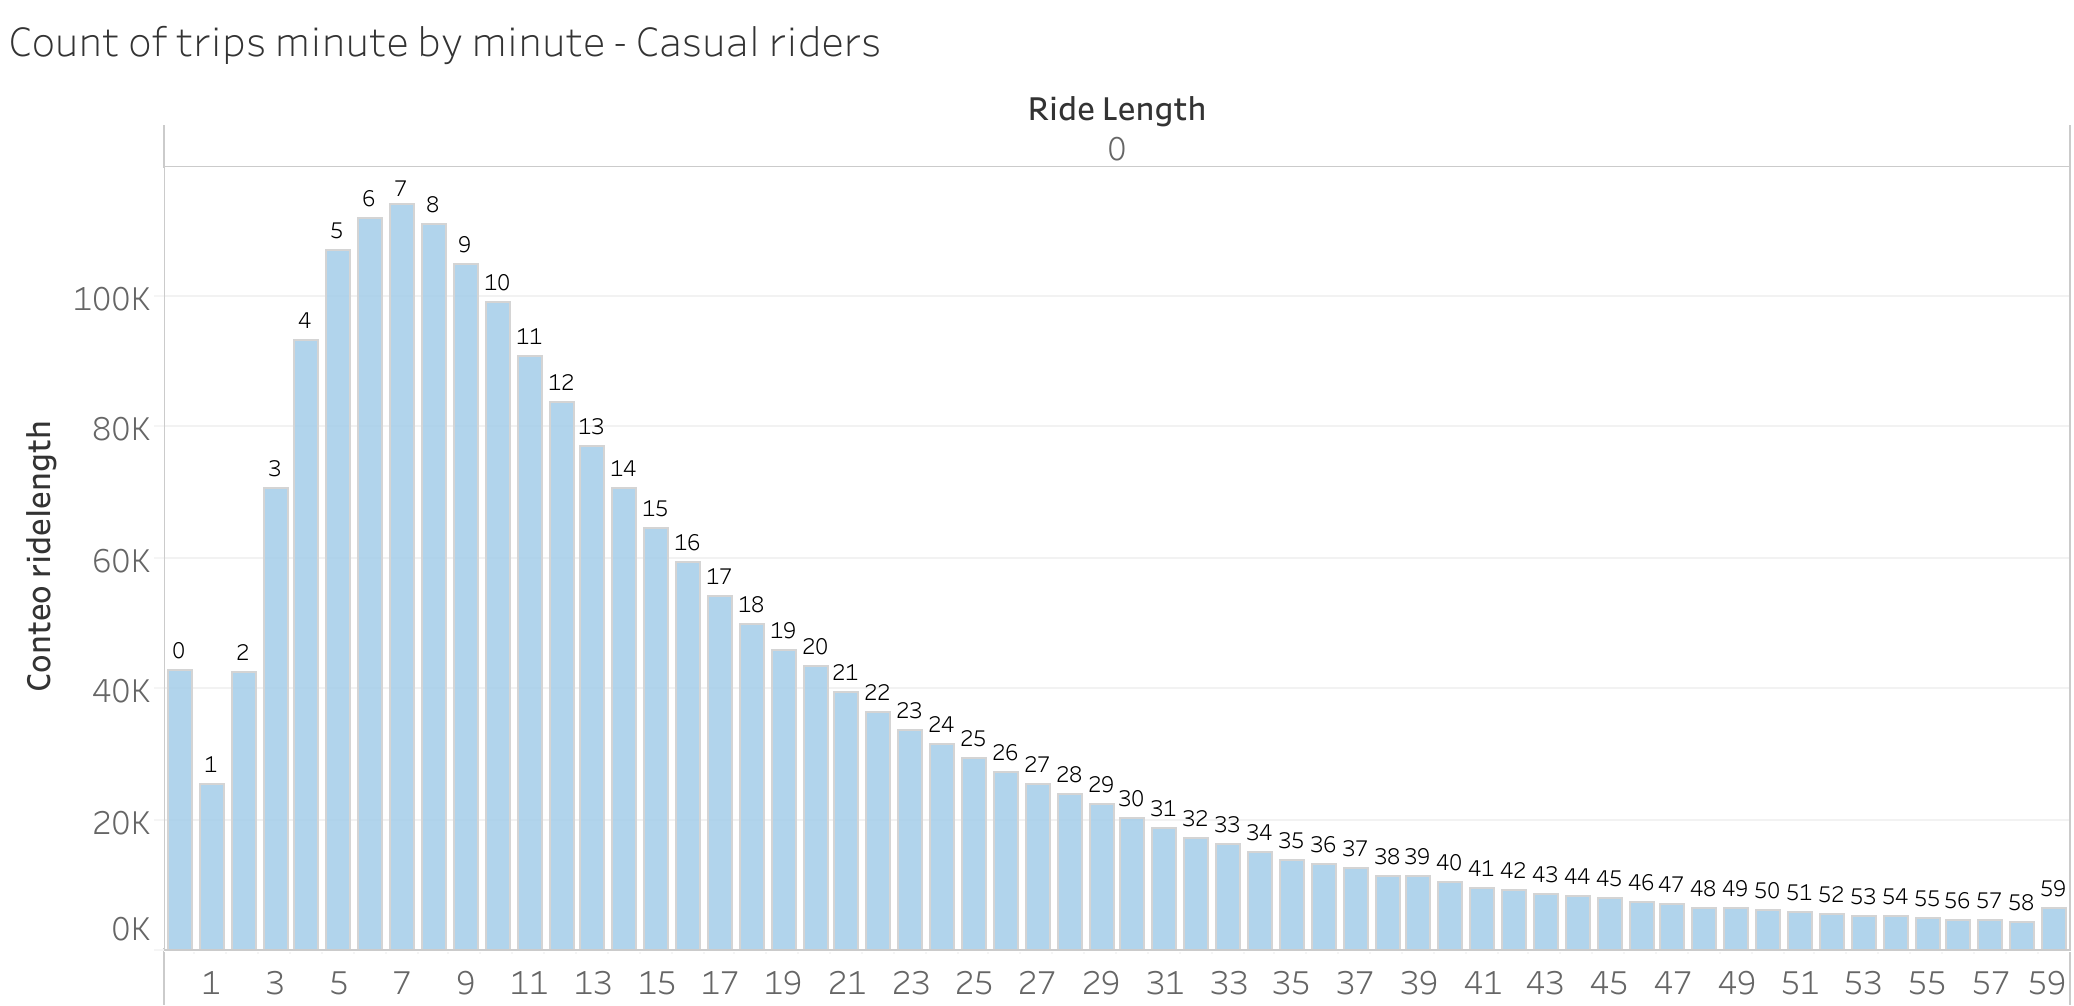 Count of trips minute by minute - Casual riders
Ride Length
0
Conteo ridelength
100K
80K
60K
40K
20K
0K
0 1 2 3 4 5 6 7 8 9 10 11 12 13 14 15 16 17 18 19 20 21 22 23 24 25 26 27 28 29 30 31 32 33 34 35 36 37 38 39 40 41 42 43 44 45 46 47 48 49 50 51 52 53 54 55 56 57 58 59
1 3 5 7 9 11 13 15 17 19 21 23 25 27 29 31 33 35 37 39 41 43 45 47 49 51 53 55 57 59